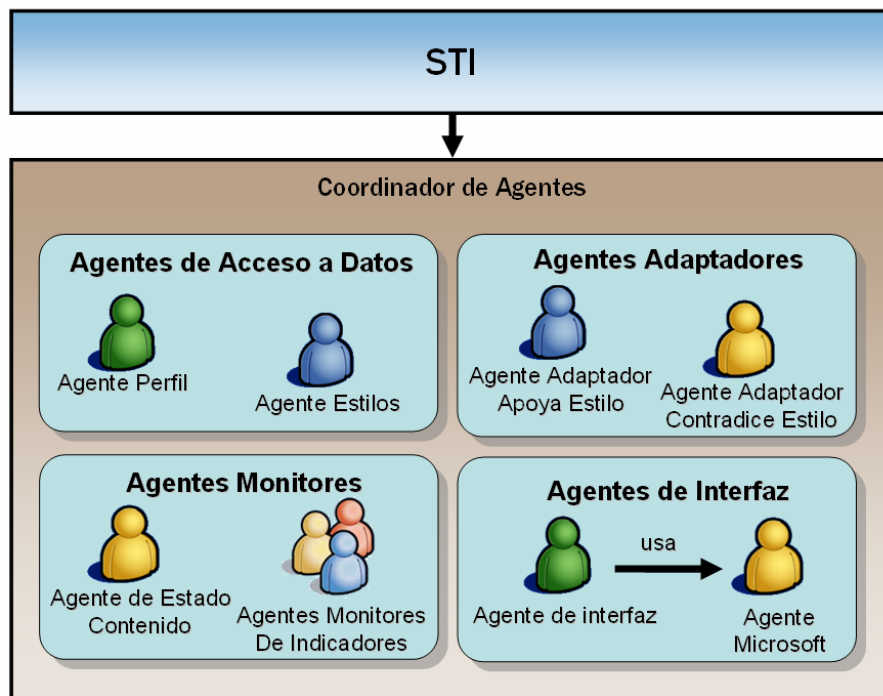 STI
Coordinador de Agentes
Agentes de Acceso a Datos
Agente Perfil
Agente Estilos
Agentes Adaptadores
Agente Adaptador
Apoya Estilo
Agente Adaptador
Contradice Estilo
Agentes Monitores
Agente de Estado
Contenido
Agentes Monitores
De Indicadores
Agentes de Interfaz
usa
Agente de interfaz
Agente
Microsoft